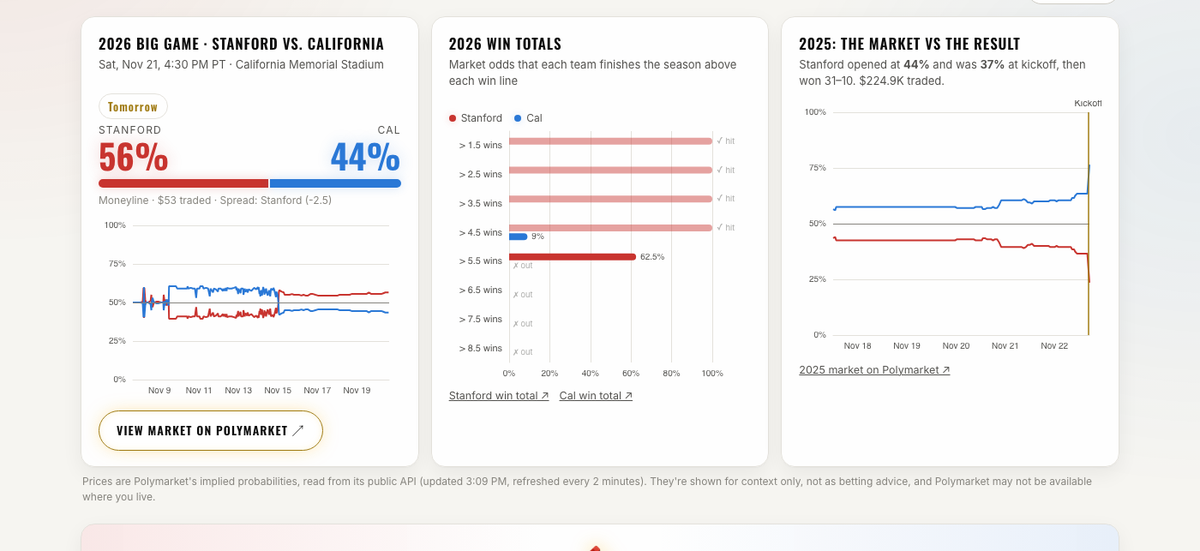 2026 BIG GAME · STANFORD VS. CALIFORNIA
Sat, Nov 21, 4:30 PM PT · California Memorial Stadium
Tomorrow
STANFORD
CAL
56%
44%
Moneyline · $53 traded · Spread: Stanford (-2.5)
100%
75%
50%
25%
0%
Nov 9
Nov 11
Nov 13
Nov 15
Nov 17
Nov 19
VIEW MARKET ON POLYMARKET ↗
2026 WIN TOTALS
Market odds that each team finishes the season above
each win line
Stanford
Cal
> 1.5 wins
✓ hit
> 2.5 wins
✓ hit
> 3.5 wins
✓ hit
> 4.5 wins
✓ hit
9%
> 5.5 wins
62.5%
✗ out
> 6.5 wins
✗ out
> 7.5 wins
✗ out
> 8.5 wins
✗ out
0%
20%
40%
60%
80%
100%
Stanford win total ↗
Cal win total ↗
2025: THE MARKET VS THE RESULT
Stanford opened at 44% and was 37% at kickoff, then
won 31–10. $224.9K traded.
Kickoff
100%
75%
50%
25%
0%
Nov 18
Nov 19
Nov 20
Nov 21
Nov 22
2025 market on Polymarket ↗
Prices are Polymarket's implied probabilities, read from its public API (updated 3:09 PM, refreshed every 2 minutes). They're shown for context only, not as betting advice, and Polymarket may not be available
where you live.